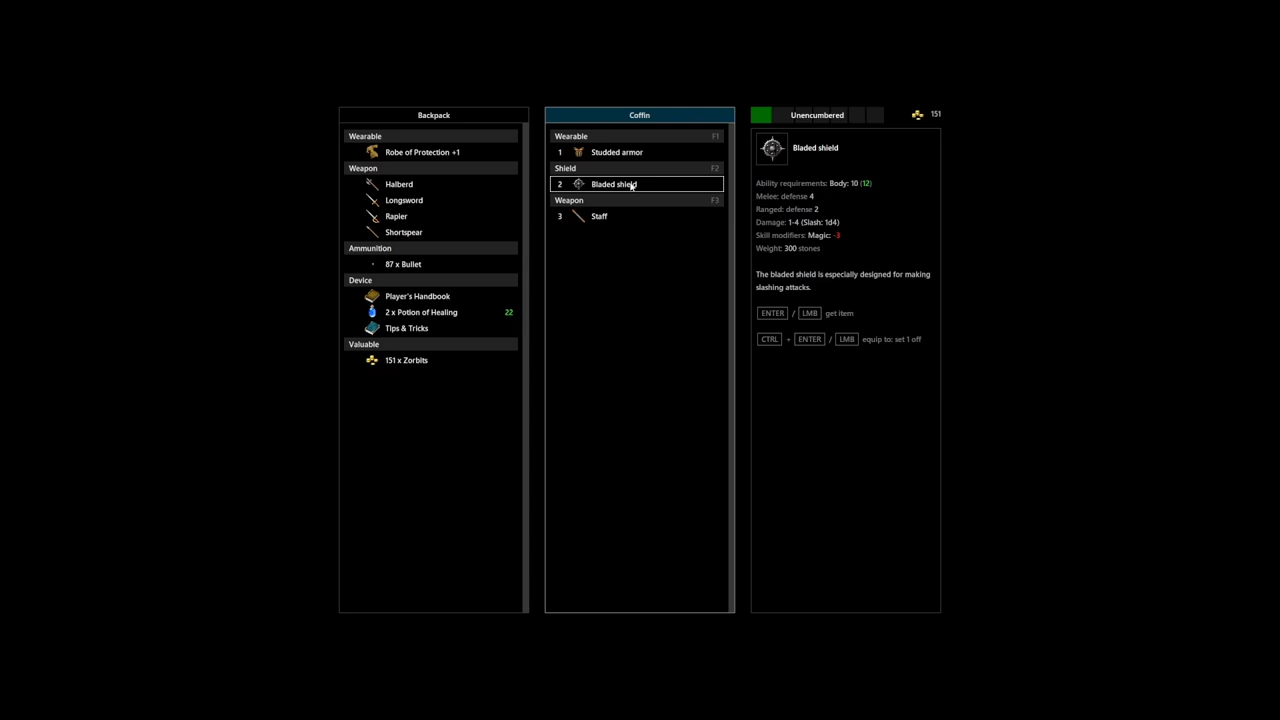 Backpack
Wearable
Robe of Protection +1
Weapon
Halberd
Longsword
Rapier
Shortspear
Ammunition
87 x Bullet
Device
Player's Handbook
2 x Potion of Healing 22
Tips & Tricks
Valuable
151 x Zorbits
Coffin
Wearable F1
1 Studded armor
Shield F2
2 Bladed shield
Weapon F3
3 Staff
Unencumbered 151
Bladed shield
Ability requirements: Body: 10 (12)
Melee: defense 4
Ranged: defense 2
Damage: 1-4 (Slash: 1d4)
Skill modifiers: Magic: -3
Weight: 300 stones
The bladed shield is especially designed for making
slashing attacks.
ENTER / LMB get item
CTRL + ENTER / LMB equip to: set 1 off